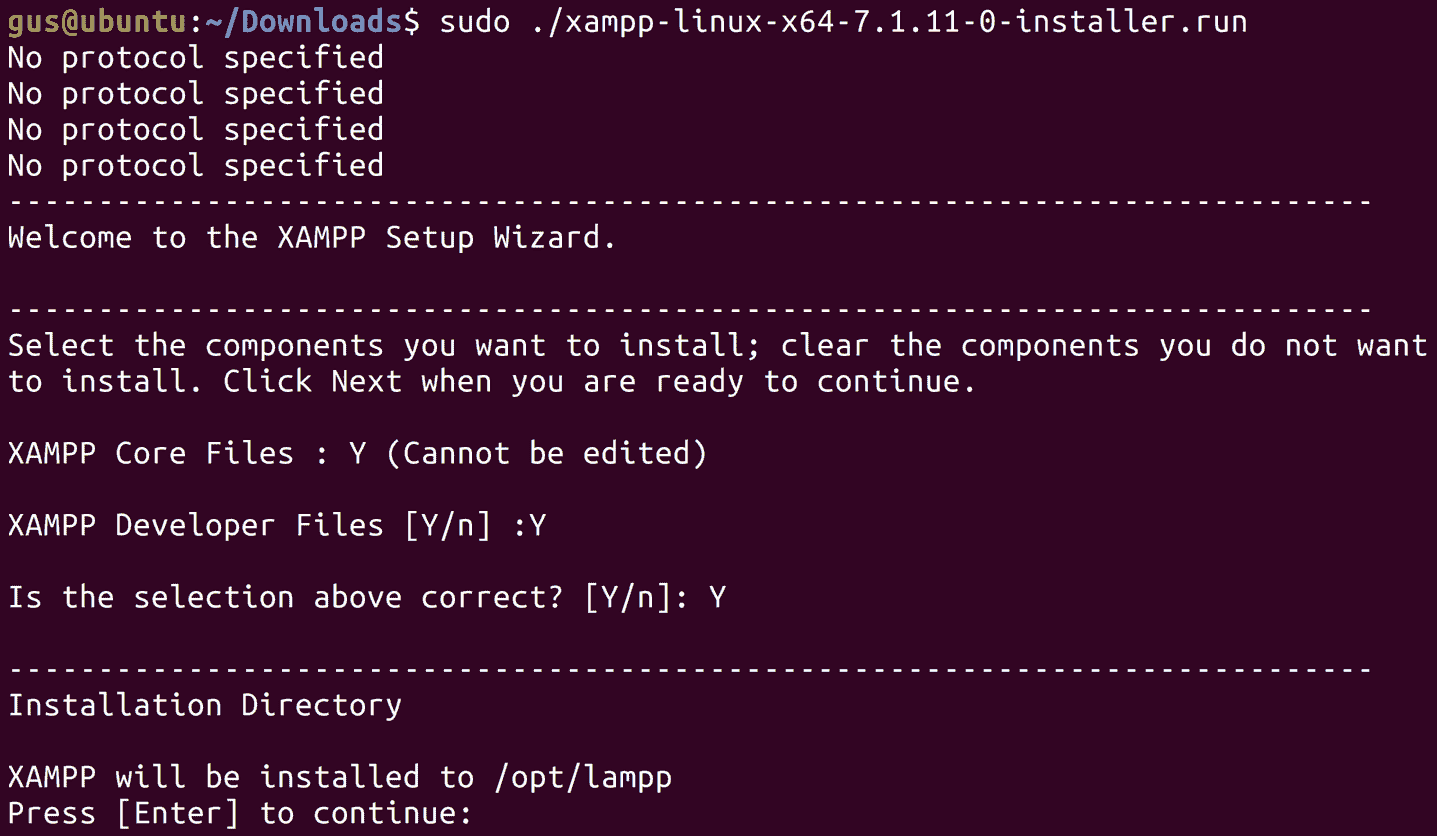 gus@ubuntu:~/Downloads$ sudo ./xampp-linux-x64-7.1.11-0-installer.run
No protocol specified
No protocol specified
No protocol specified
No protocol specified
----------------------------------------------------------------------------
Welcome to the XAMPP Setup Wizard.
----------------------------------------------------------------------------
Select the components you want to install; clear the components you do not want
to install. Click Next when you are ready to continue.
XAMPP Core Files : Y (Cannot be edited)
XAMPP Developer Files [Y/n] :Y
Is the selection above correct? [Y/n]: Y
----------------------------------------------------------------------------
Installation Directory
XAMPP will be installed to /opt/lampp
Press [Enter] to continue: